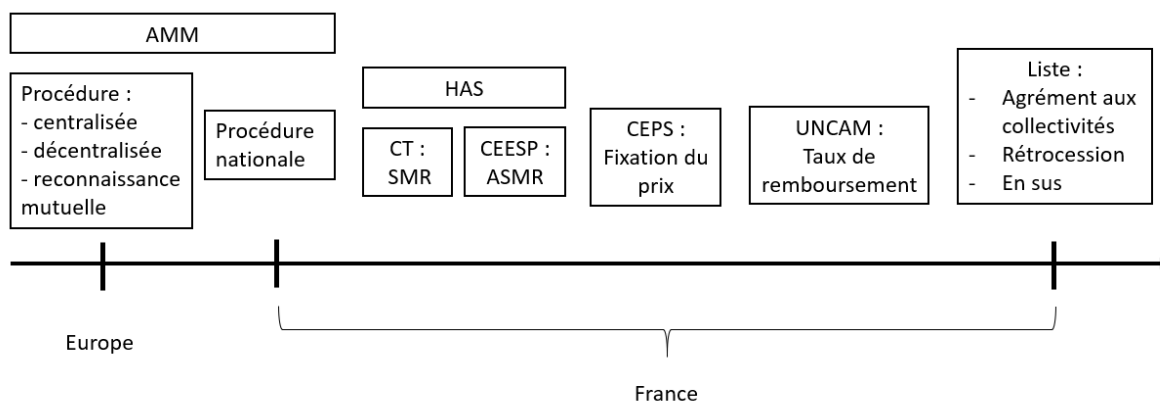 AMM
Procédure :
- centralisée
- décentralisée
- reconnaissance
mutuelle
Procédure
nationale
HAS
CT :
SMR
CEESP :
ASMR
CEPS :
Fixation du
prix
UNCAM :
Taux de
remboursement
Liste :
- Agrément aux
collectivités
- Rétrocession
- En sus
Europe
France